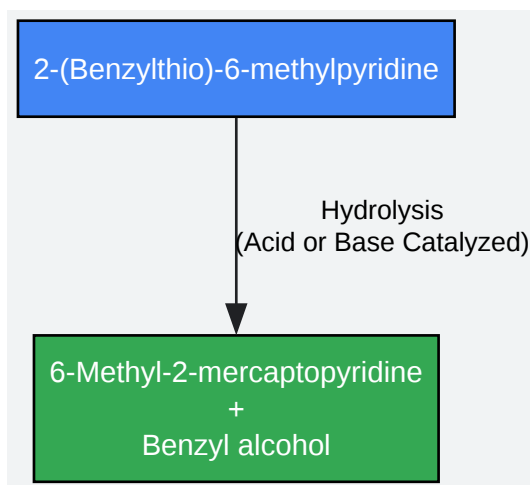 2-(Benzylthio)-6-methylpyridine
Hydrolysis
(Acid or Base Catalyzed)
6-Methyl-2-mercaptopyridine
+
Benzyl alcohol